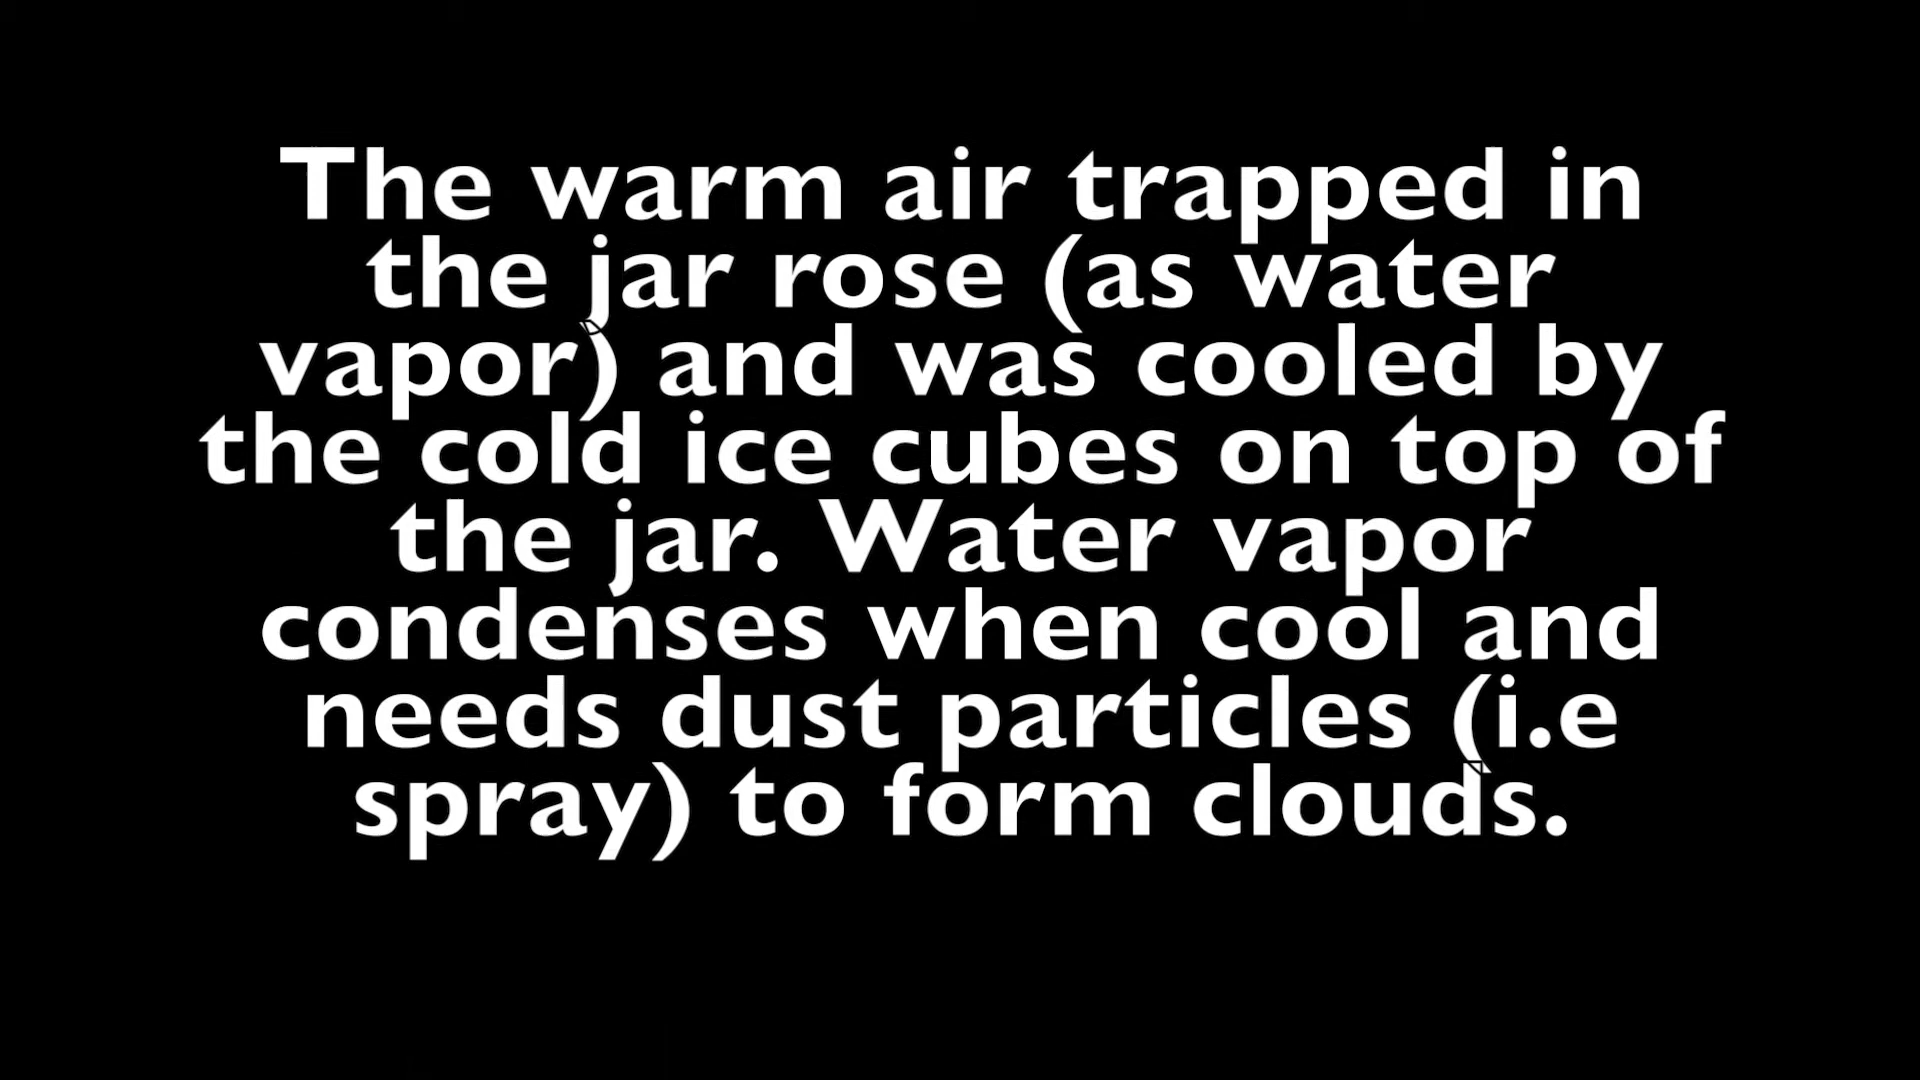 The warm air trapped in
the jar rose (as water
vapor) and was cooled by
the cold ice cubes on top of
the jar. Water vapor
condenses when cool and
needs dust particles (i.e
spray) to form clouds.